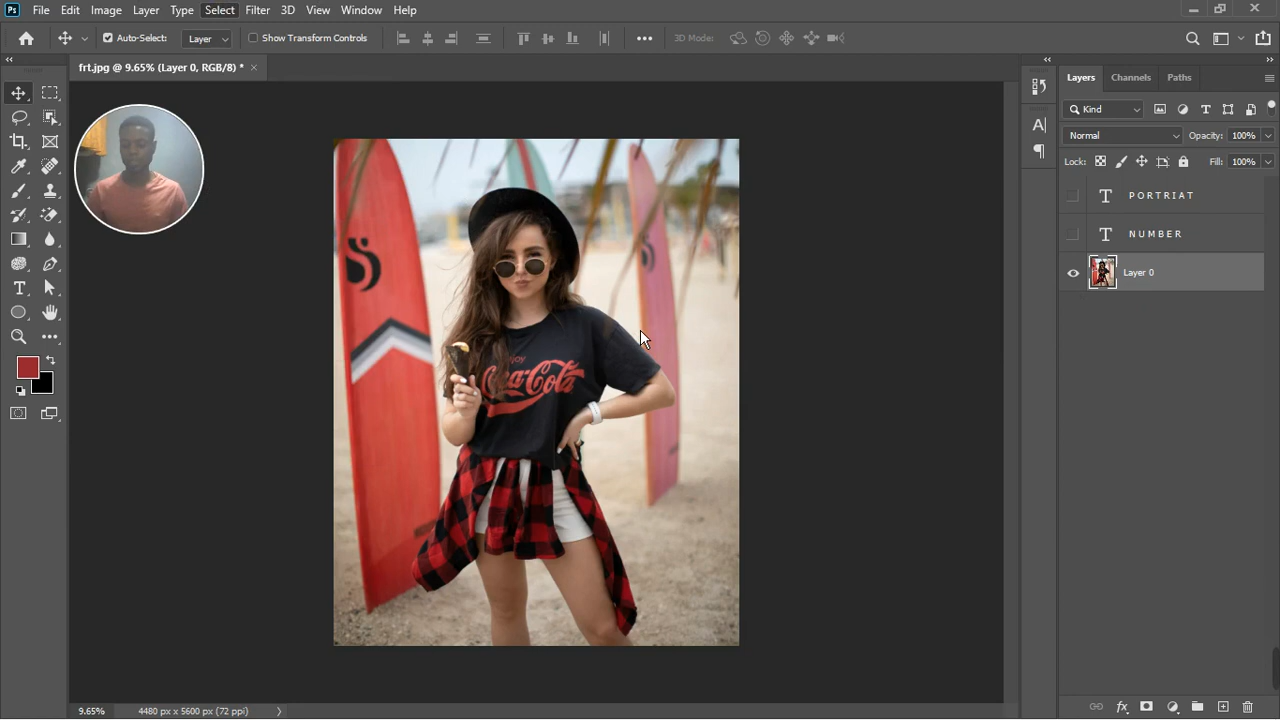 Ps File Edit Image Layer Type Select Filter 3D View Window Help
Auto-Select: Layer Show Transform Controls 3D Mode:
frt.jpg @ 9.65% (Layer 0, RGB/8) *
Layers Channels Paths
Kind
Normal Opacity: 100%
Lock: Fill: 100%
PORTRIAT
NUMBER
Layer 0
enjoy
Coca-Cola
9.65% 4480 px x 5600 px (72 ppi)